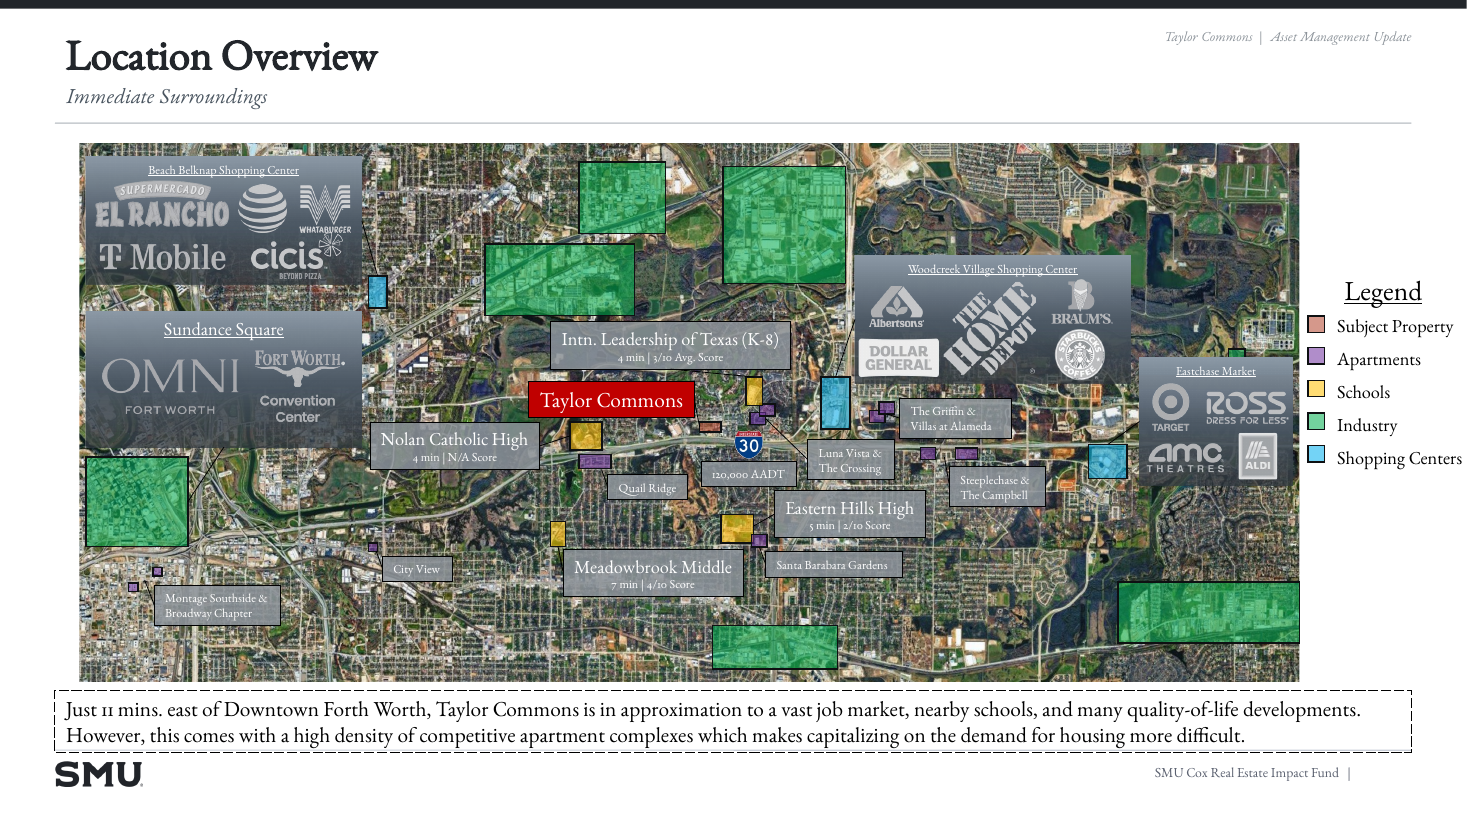 Taylor Commons | Asset Management Update
Location Overview
Immediate Surroundings
Beach Belknap Shopping Center
SUPERMERCADO
EL RANCHO
WHATABURGER
T Mobile
cicis
BEYOND PIZZA
Sundance Square
OMNI
FORT WORTH
FORT WORTH.
Convention
Center
Intn. Leadership of Texas (K-8)
4 min | 3/10 Avg. Score
Taylor Commons
Nolan Catholic High
4 min | N/A Score
Quail Ridge
30
120,000 AADT
Luna Vista &
The Crossing
Woodcreek Village Shopping Center
Albertsons
THE
HOME
DEPOT
B
BRAUM'S
DOLLAR
GENERAL
STARBUCKS
COFFEE
The Griffin &
Villas at Alameda
Steeplechase &
The Campbell
Eastchase Market
TARGET
ROSS
DRESS FOR LESS
amc
THEATRES
ALDI
Eastern Hills High
5 min | 2/10 Score
Meadowbrook Middle
7 min | 4/10 Score
Santa Barabara Gardens
City View
Montage Southside &
Broadway Chapter
Legend
Subject Property
Apartments
Schools
Industry
Shopping Centers
Just 11 mins. east of Downtown Forth Worth, Taylor Commons is in approximation to a vast job market, nearby schools, and many quality-of-life developments.
However, this comes with a high density of competitive apartment complexes which makes capitalizing on the demand for housing more difficult.
SMU
SMU Cox Real Estate Impact Fund |